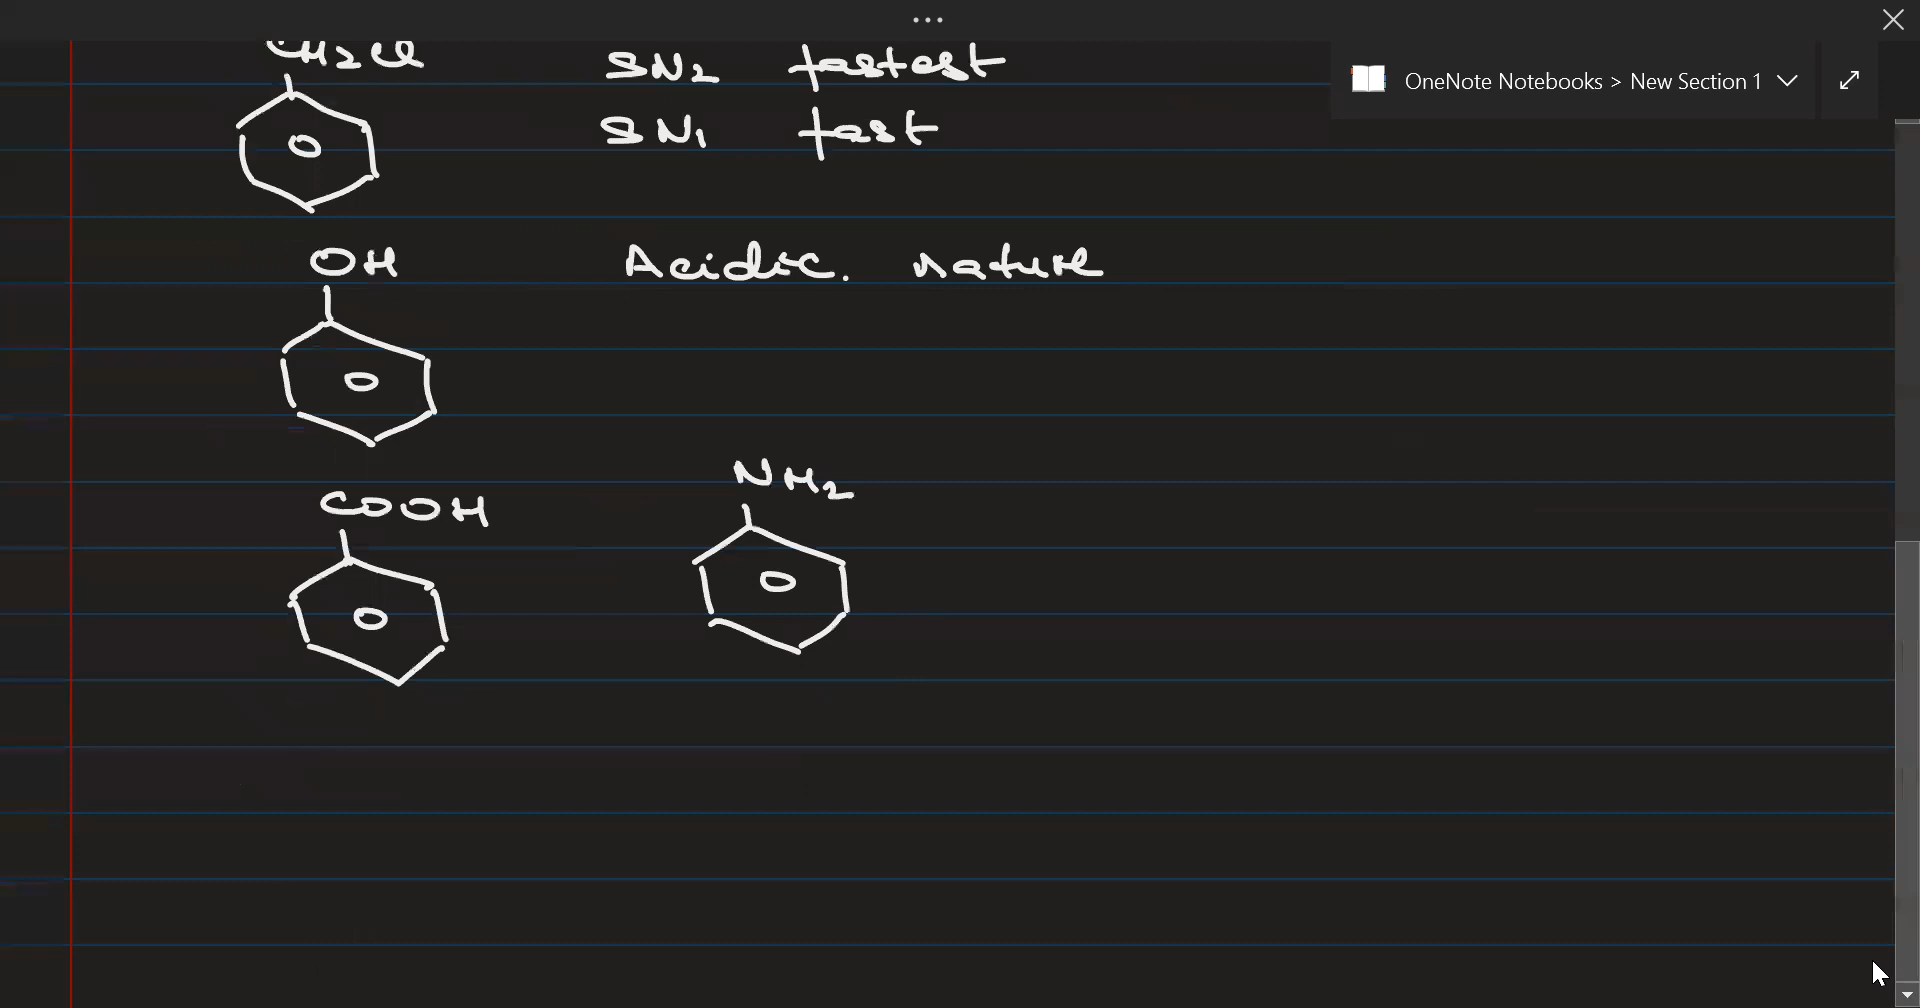 CH2Cl SN2 fastest
OneNote Notebooks > New Section 1
SN1 fast
OH Acidic. nature
COOH NH2